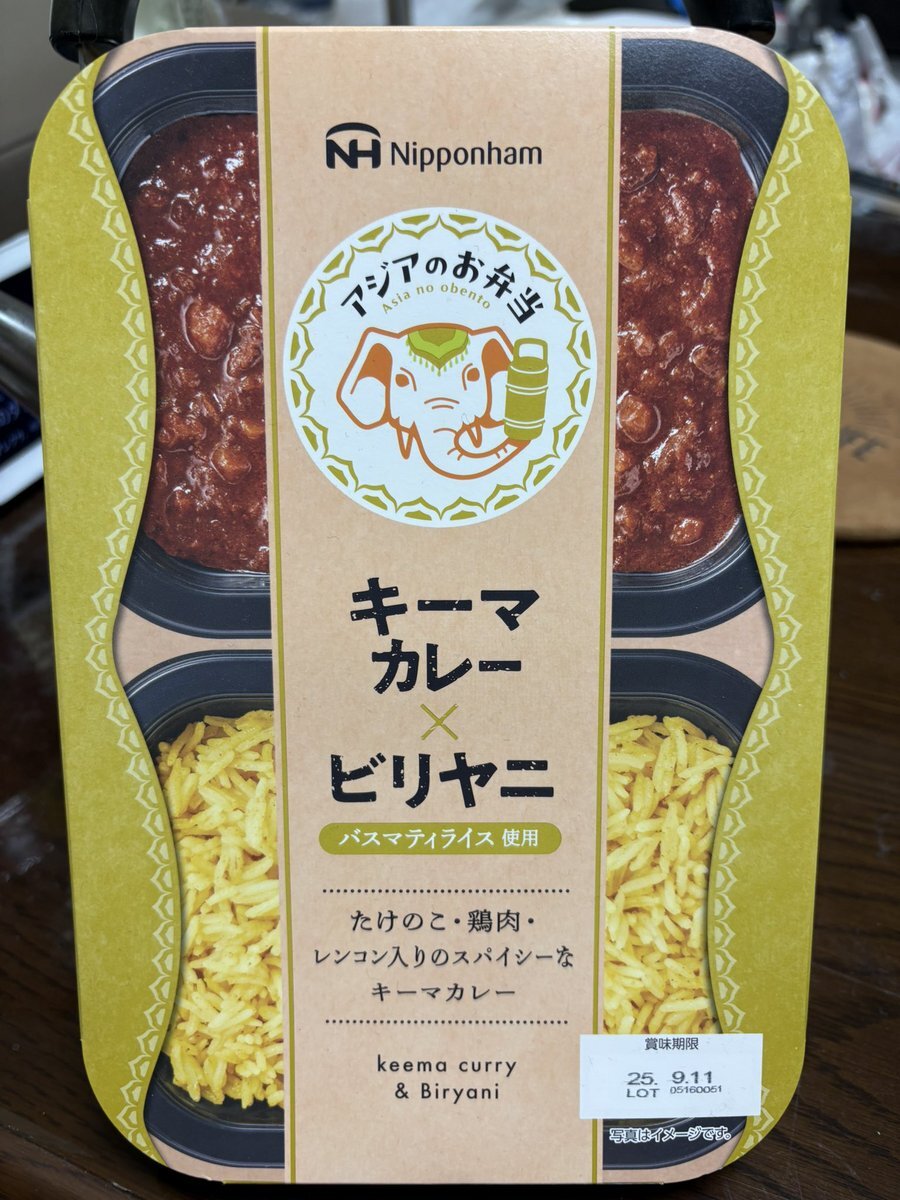 NH Nipponham
アジアのお弁当
Asia no obento
キーマ
カレー
×
ビリヤニ
バスマティライス 使用
たけのこ・鶏肉・
レンコン入りのスパイシーな
キーマカレー
keema curry
& Biryani
賞味期限
25. 9.11
LOT 05160051
写真はイメージです。